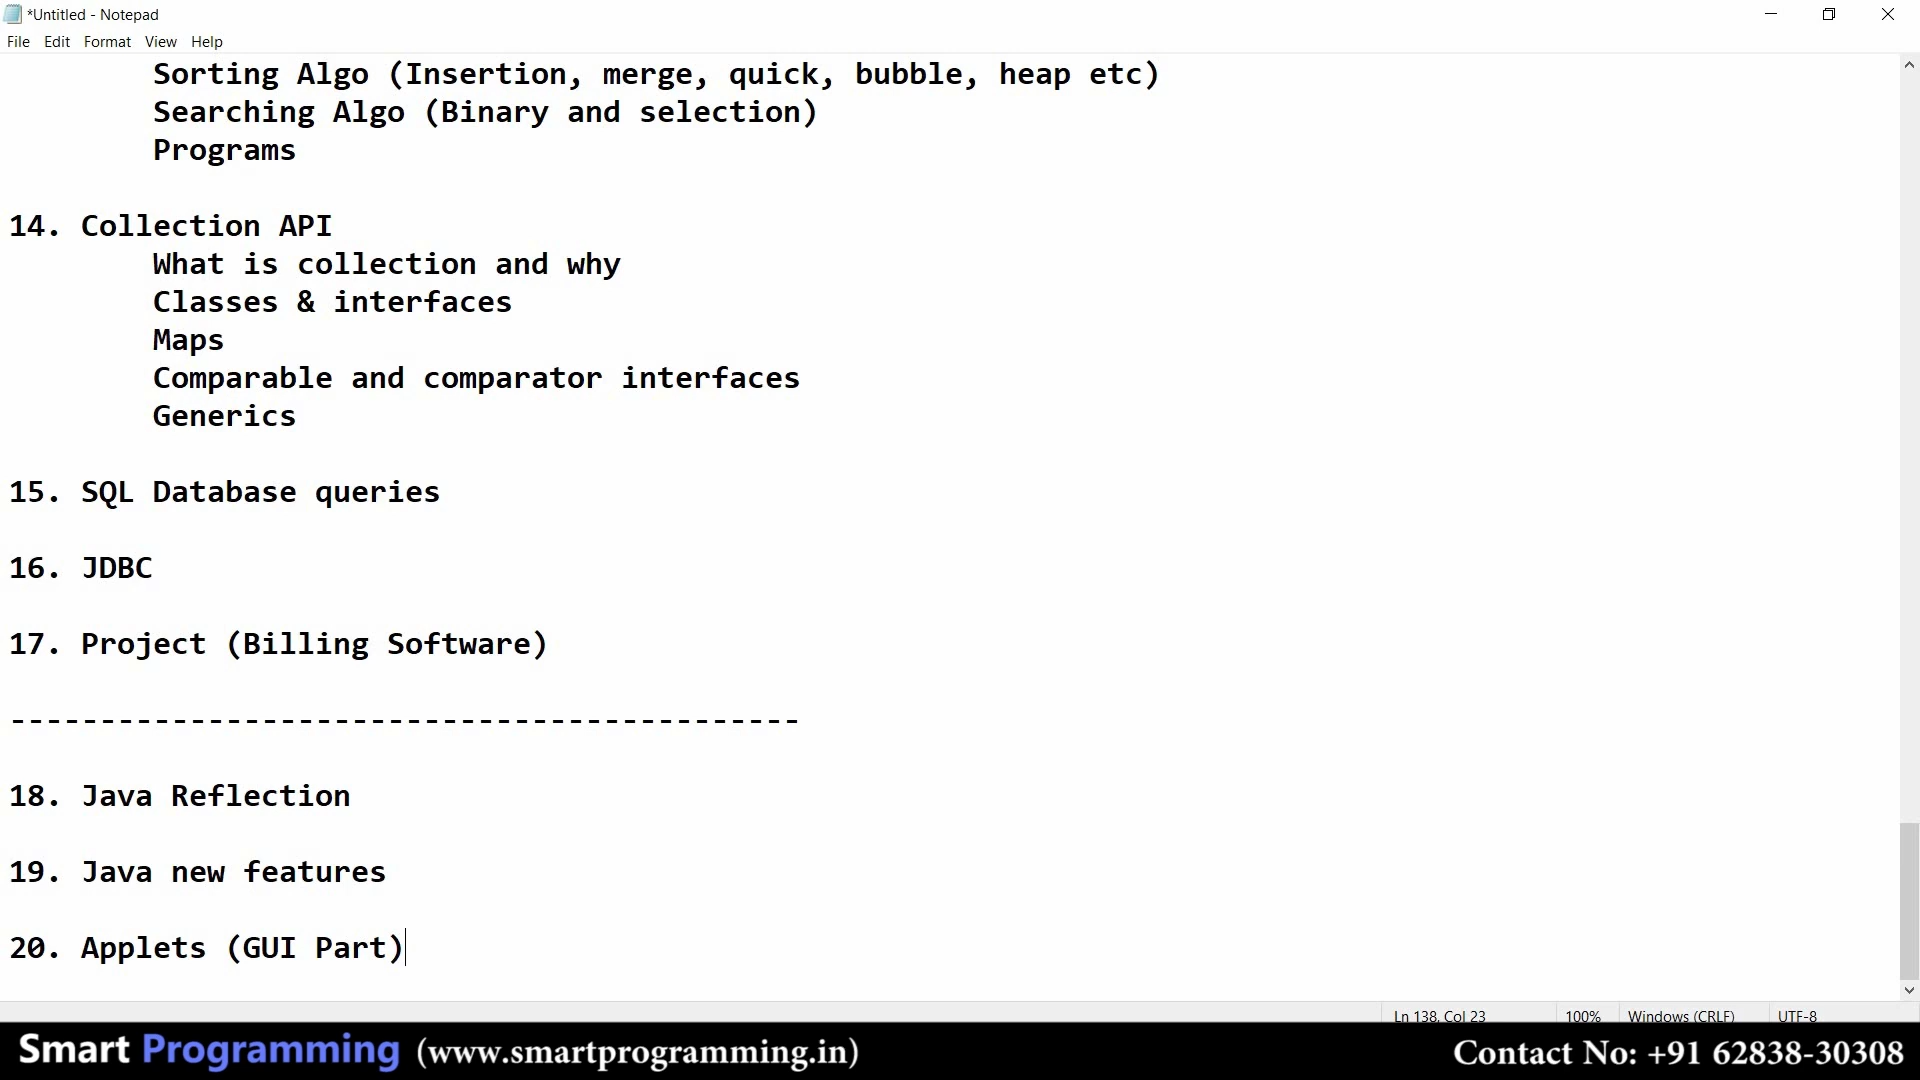 *Untitled - Notepad
File Edit Format View Help
Sorting Algo (Insertion, merge, quick, bubble, heap etc)
Searching Algo (Binary and selection)
Programs
14. Collection API
What is collection and why
Classes & interfaces
Maps
Comparable and comparator interfaces
Generics
15. SQL Database queries
16. JDBC
17. Project (Billing Software)
--------------------------------------------
18. Java Reflection
19. Java new features
20. Applets (GUI Part)
Ln 138, Col 23 100% Windows (CRLF) UTF-8
Smart Programming (www.smartprogramming.in) Contact No: +91 62838-30308